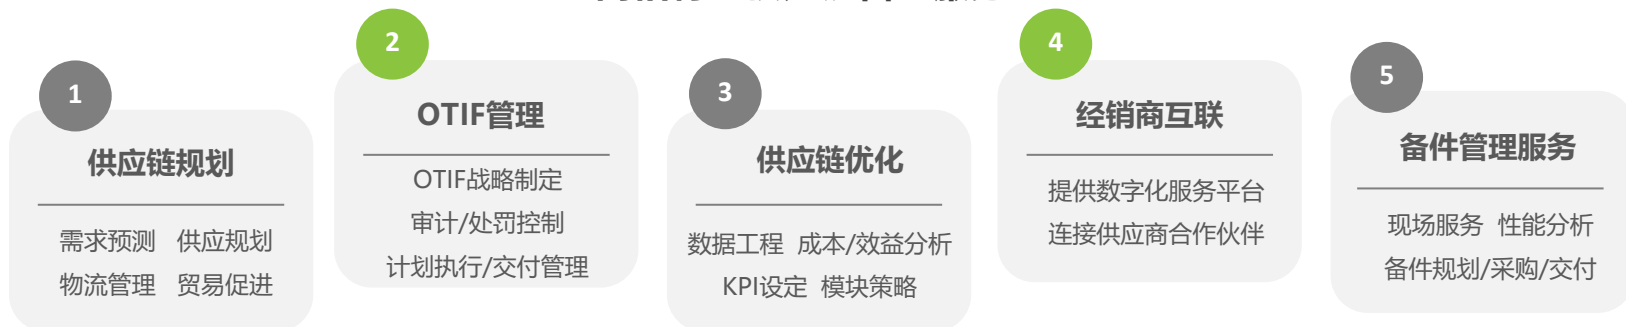 1
供应链规划
需求预测 供应规划
物流管理 贸易促进
2
OTIF管理
OTIF战略制定
审计/处罚控制
计划执行/交付管理
3
供应链优化
数据工程 成本/效益分析
KPI设定 模块策略
4
经销商互联
提供数字化服务平台
连接供应商合作伙伴
5
备件管理服务
现场服务 性能分析
备件规划/采购/交付